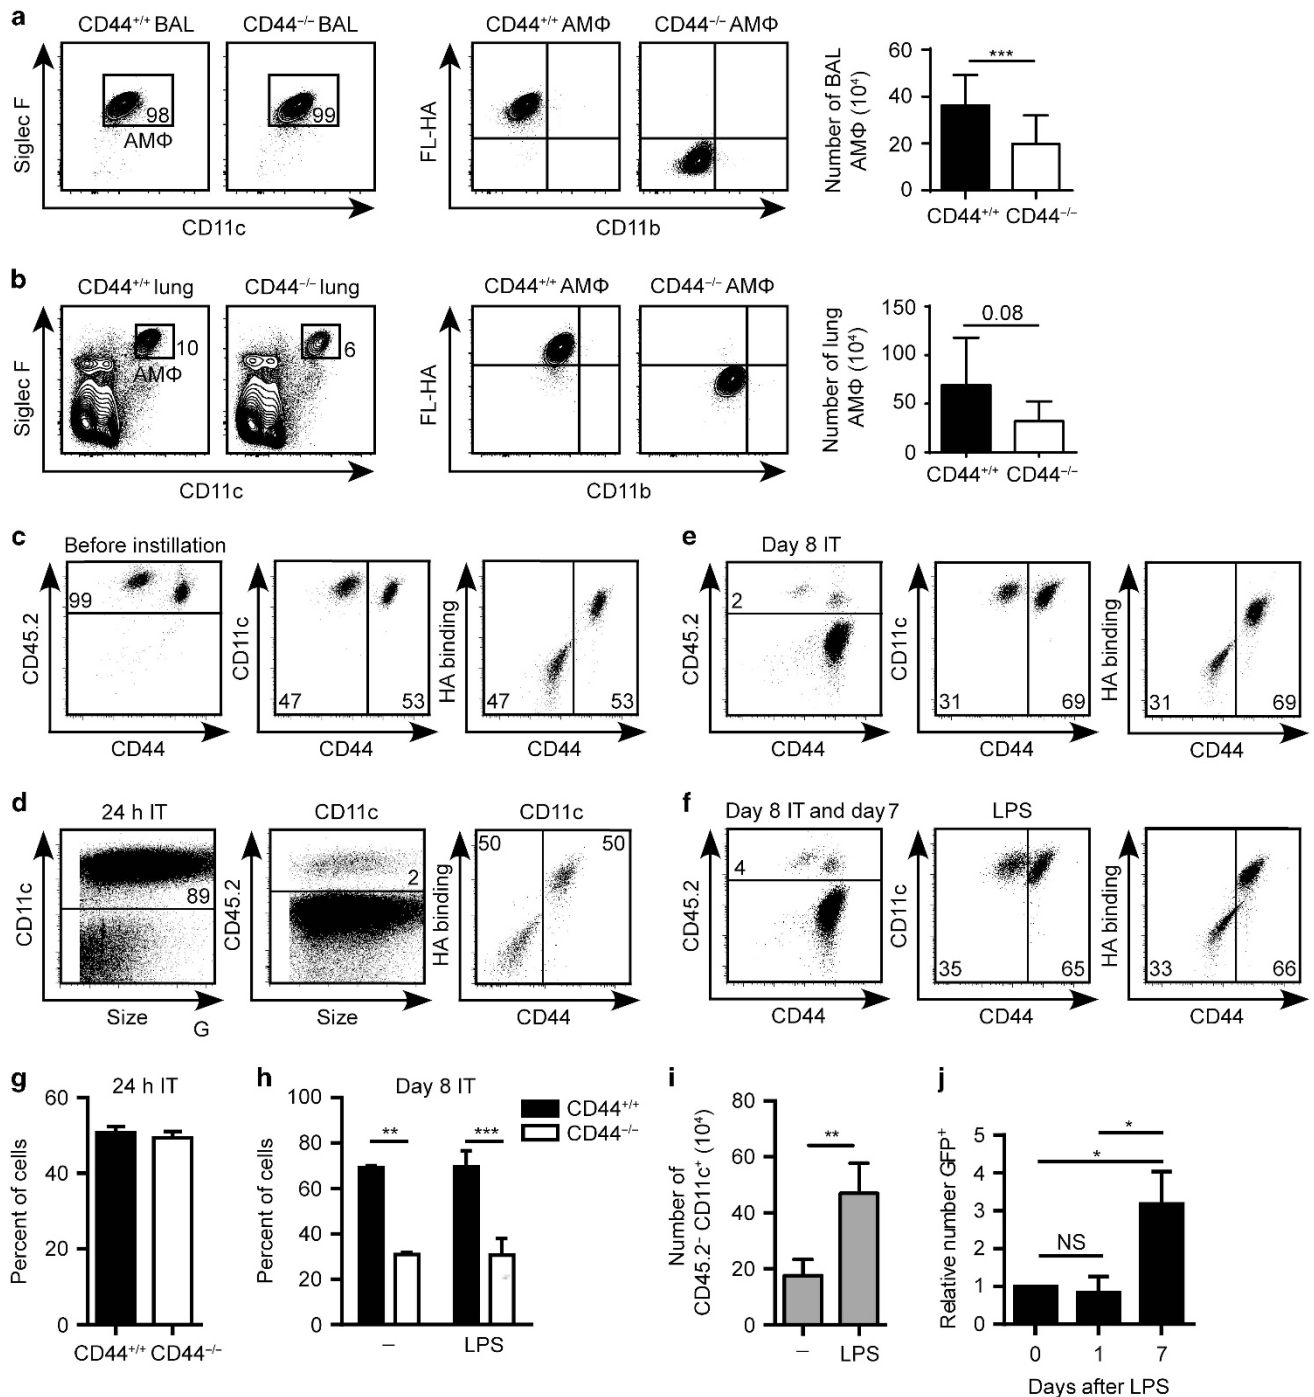 a
CD44+/+ BAL
CD44−/− BAL
CD44+/+ AMΦ
CD44−/− AMΦ
Siglec F
98
AMΦ
99
CD11c
FL-HA
CD11b
Number of BAL
AMΦ (10⁴)
60
40
20
0
***
CD44+/+ CD44−/−
b
CD44+/+ lung
CD44−/− lung
CD44+/+ AMΦ
CD44−/− AMΦ
Siglec F
10
AMΦ
6
CD11c
FL-HA
CD11b
Number of lung
AMΦ (10⁴)
150
100
50
0
0.08
CD44+/+ CD44−/−
c
Before instillation
CD45.2
99
CD44
CD11c
47
53
CD44
HA binding
47
53
CD44
e
Day 8 IT
CD45.2
2
CD44
CD11c
31
69
CD44
HA binding
31
69
CD44
d
24 h IT
CD11c
89
Size
G
CD11c
CD45.2
2
Size
CD11c
HA binding
50
50
CD44
f
Day 8 IT and day 7
LPS
CD45.2
4
CD44
CD11c
35
65
CD44
HA binding
33
66
CD44
g
24 h IT
Percent of cells
60
40
20
0
CD44+/+ CD44−/−
h
Day 8 IT
Percent of cells
100
80
60
40
20
0
**
***
CD44+/+
CD44−/−
–
LPS
i
Number of
CD45.2- CD11c+ (10⁴)
80
60
40
20
0
**
–
LPS
j
Relative number GFP+
5
4
3
2
1
0
*
*
NS
0
1
7
Days after LPS